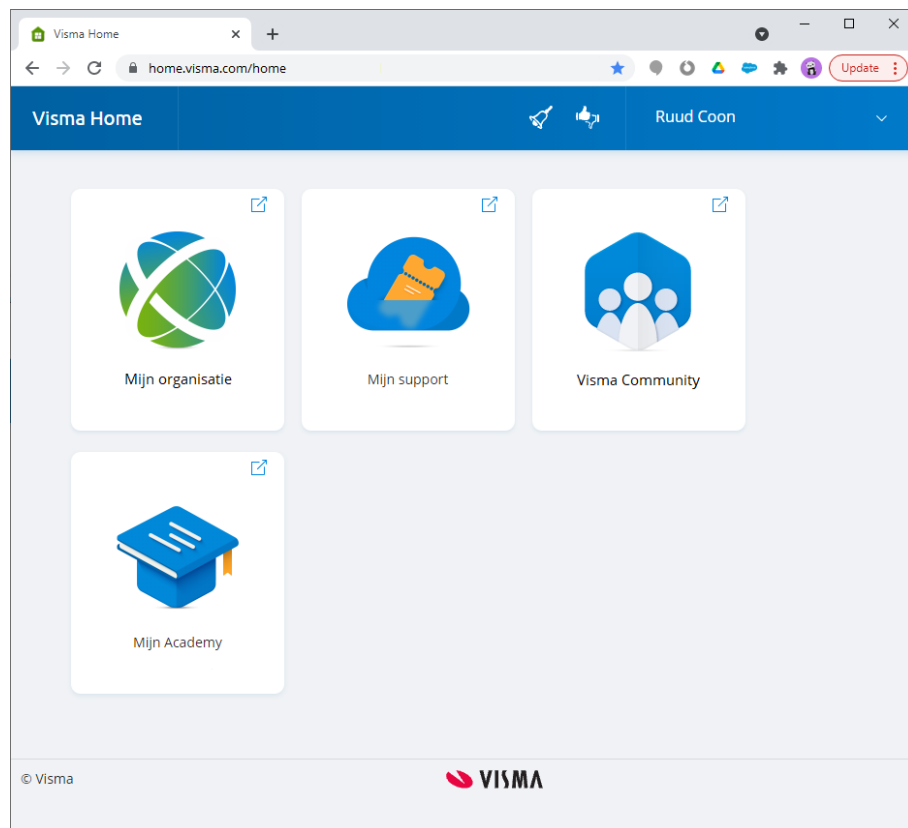 Visma Home
home.visma.com/home
Update
Visma Home
Ruud Coon
Mijn organisatie
Mijn support
Visma Community
Mijn Academy
© Visma
VISMA